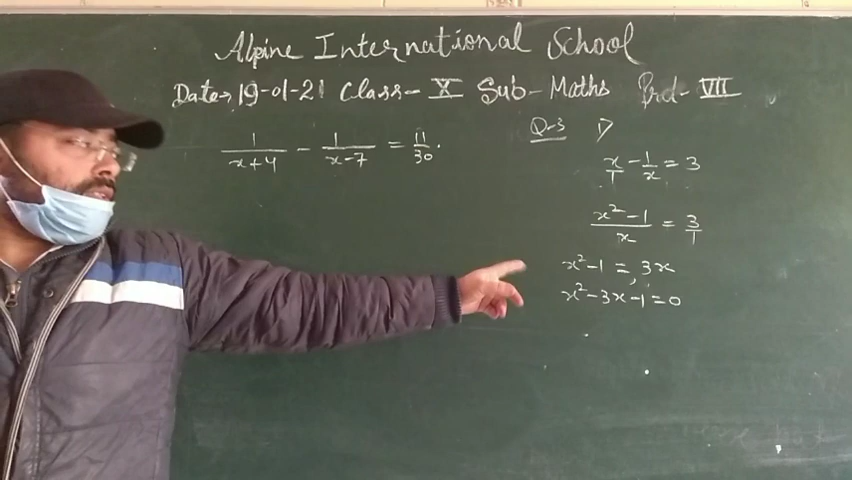 Alpine International School
Date→19-01-21 Class- X Sub- Maths Prd- VII
1/(x+4) - 1/(x-7) = 11/30.
Q-3 1)
x/1 - 1/x = 3
(x²-1)/x = 3/1
x²-1 = 3x
x²-3x-1=0